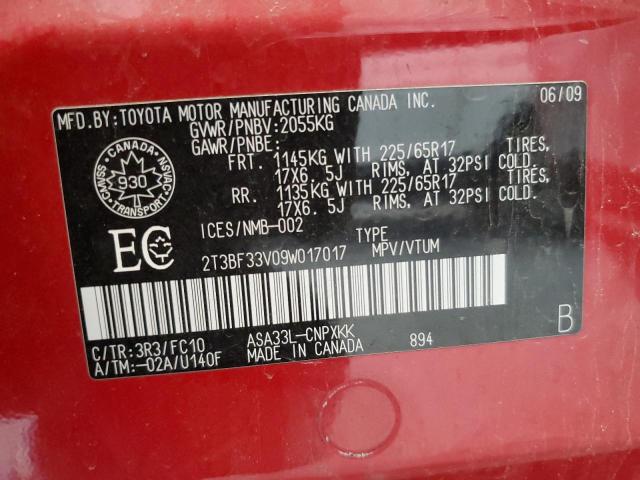 MFD.BY:TOYOTA MOTOR MANUFACTURING CANADA INC. 06/09
GVWR/PNBV:2055KG
GAWR/PNBE:
FRT. 1145KG WITH 225/65R17 TIRES,
17X6.5J RIMS, AT 32PSI COLD.
RR. 1135KG WITH 225/65R17 TIRES,
17X6.5J RIMS, AT 32PSI COLD.
CANADA
930
TRANSPORT
SMVSS
NSVAC
ICES/NMB-002
EC
TYPE
2T3BF33V09W017017 MPV/VTUM
C/TR:3R3/FC10 ASA33L-CNPXKK 894 B
A/TM:-02A/U140F MADE IN CANADA